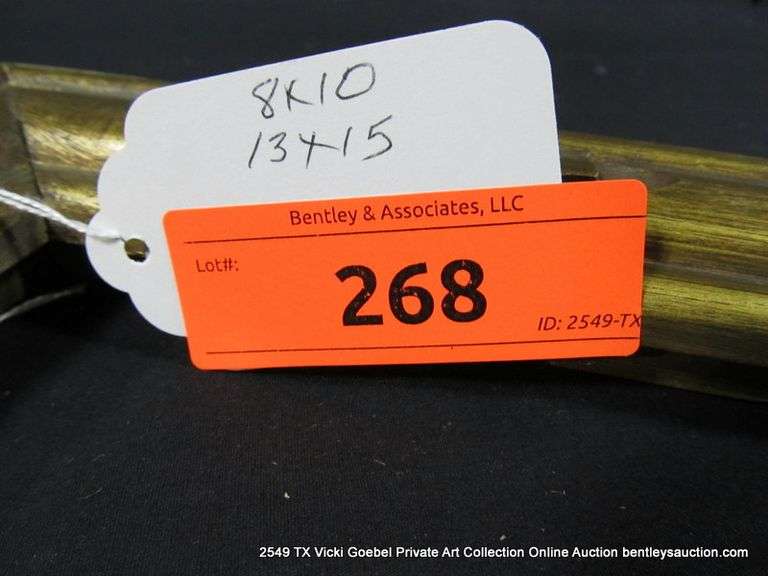 8x10
13x15
Bentley & Associates, LLC
Lot#:
268
ID: 2549-TX
2549 TX Vicki Goebel Private Art Collection Online Auction bentleysauction.com